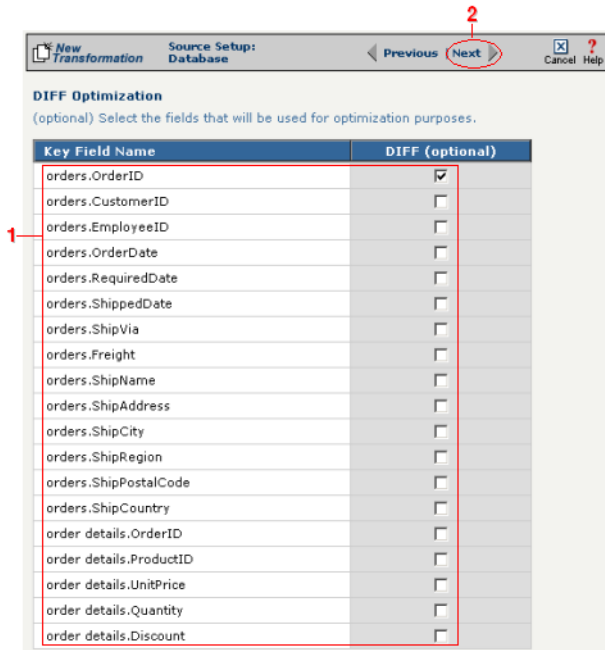 2
New Transformation
Source Setup: Database
Previous
Next
Cancel
Help
DIFF Optimization
(optional) Select the fields that will be used for optimization purposes.
Key Field Name
DIFF (optional)
orders.OrderID
orders.CustomerID
orders.EmployeeID
1
orders.OrderDate
orders.RequiredDate
orders.ShippedDate
orders.ShipVia
orders.Freight
orders.ShipName
orders.ShipAddress
orders.ShipCity
orders.ShipRegion
orders.ShipPostalCode
orders.ShipCountry
order details.OrderID
order details.ProductID
order details.UnitPrice
order details.Quantity
order details.Discount